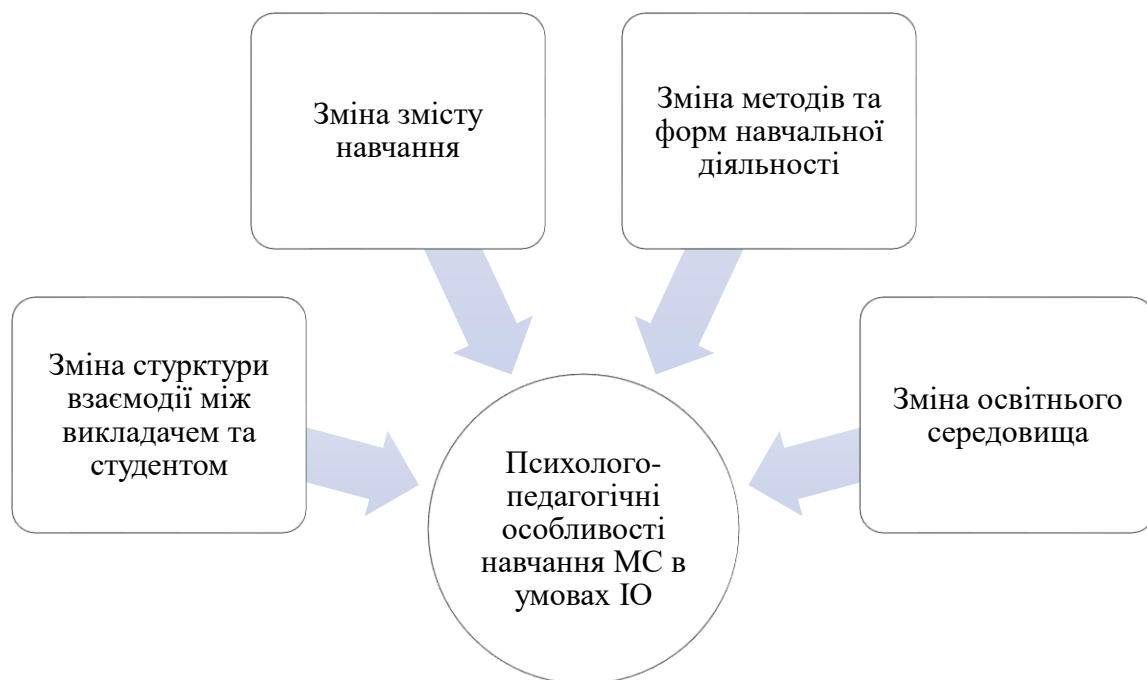 Зміна змісту
навчання
Зміна методів та
форм навчальної
діяльності
Зміна стурктури
взаємодії між
викладачем та
студентом
Зміна освітнього
середовища
Психолого-
педагогічні
особливості
навчання МС в
умовах ІО